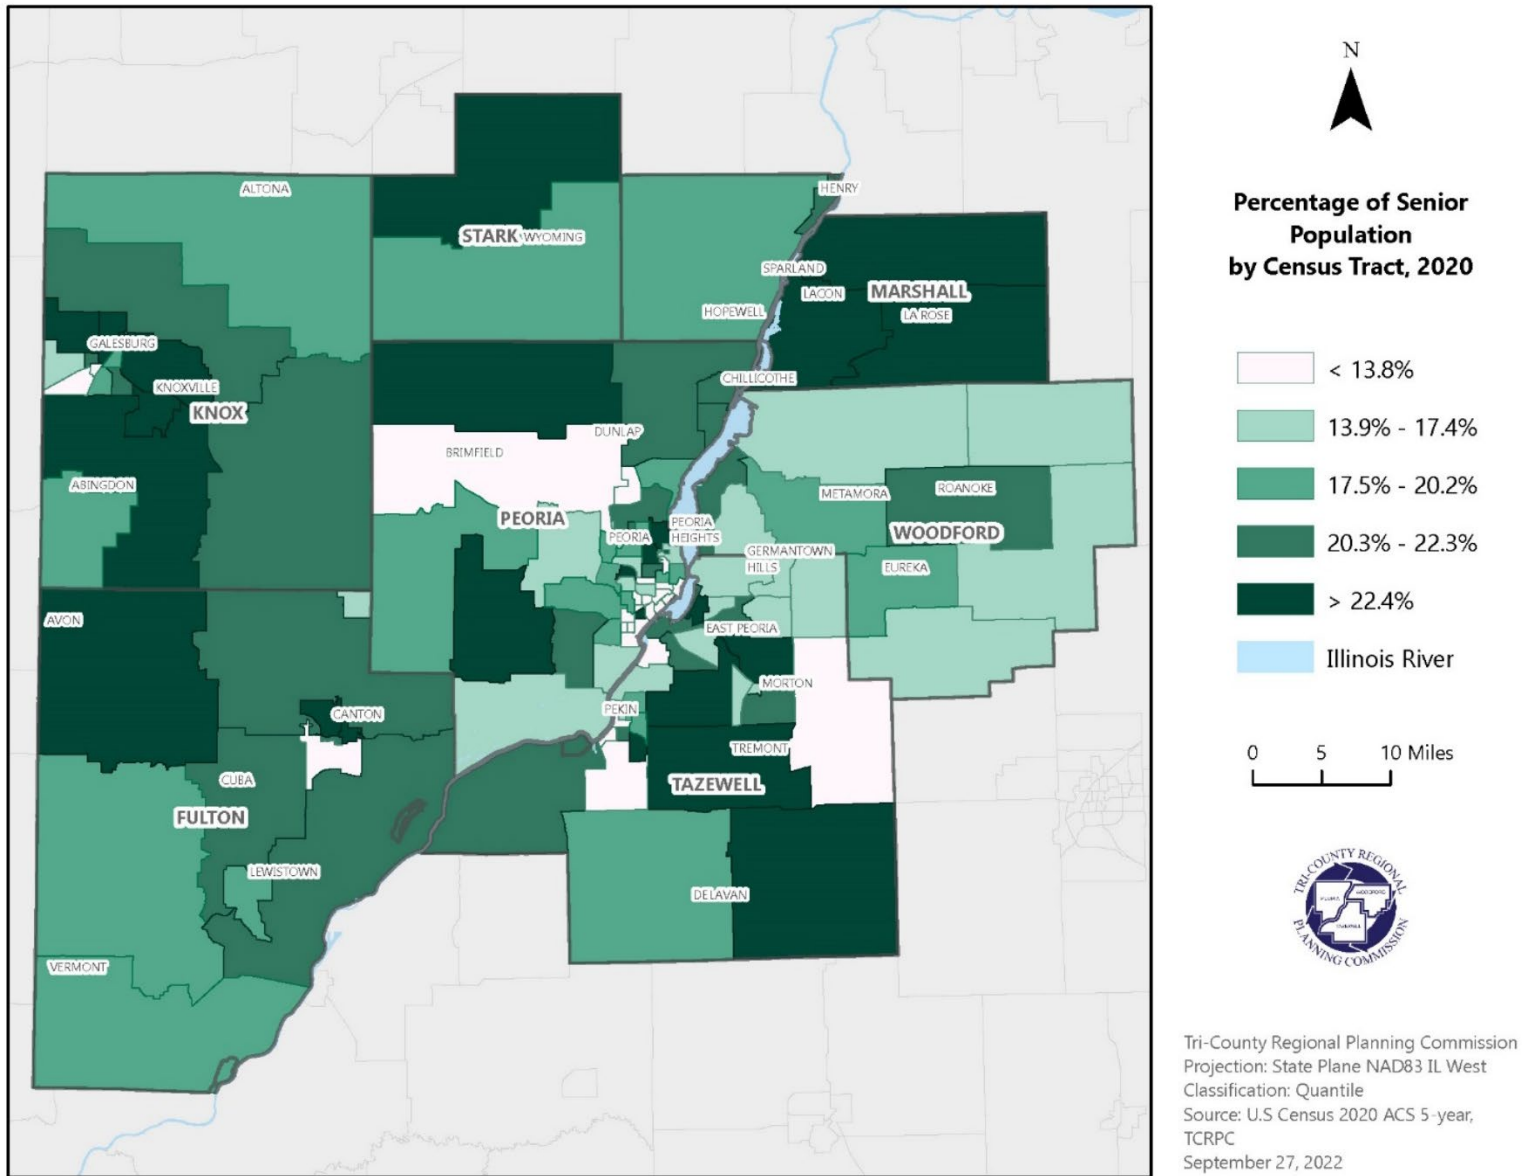 N
Percentage of Senior
Population
by Census Tract, 2020
< 13.8%
13.9% - 17.4%
17.5% - 20.2%
20.3% - 22.3%
> 22.4%
Illinois River
0 5 10 Miles
TRI-COUNTY REGIONAL
PLANNING COMMISSION
WOODFORD
Tri-County Regional Planning Commission
Projection: State Plane NAD83 IL West
Classification: Quantile
Source: U.S Census 2020 ACS 5-year,
TCRPC
September 27, 2022
ALTONA
HENRY
STARK WYOMING
SPARLAND
LACON
MARSHALL
HOPEWELL
LA ROSE
GALESBURG
CHILLICOTHE
KNOXVILLE
KNOX
DUNLAP
BRIMFIELD
ABINGDON
METAMORA
ROANOKE
PEORIA
PEORIA
HEIGHTS
PEORIA
WOODFORD
GERMANTOWN
HILLS
EUREKA
AVON
EAST PEORIA
MORTON
PEKIN
CANTON
TREMONT
CUBA
TAZEWELL
FULTON
LEWISTOWN
DELAVAN
VERMONT